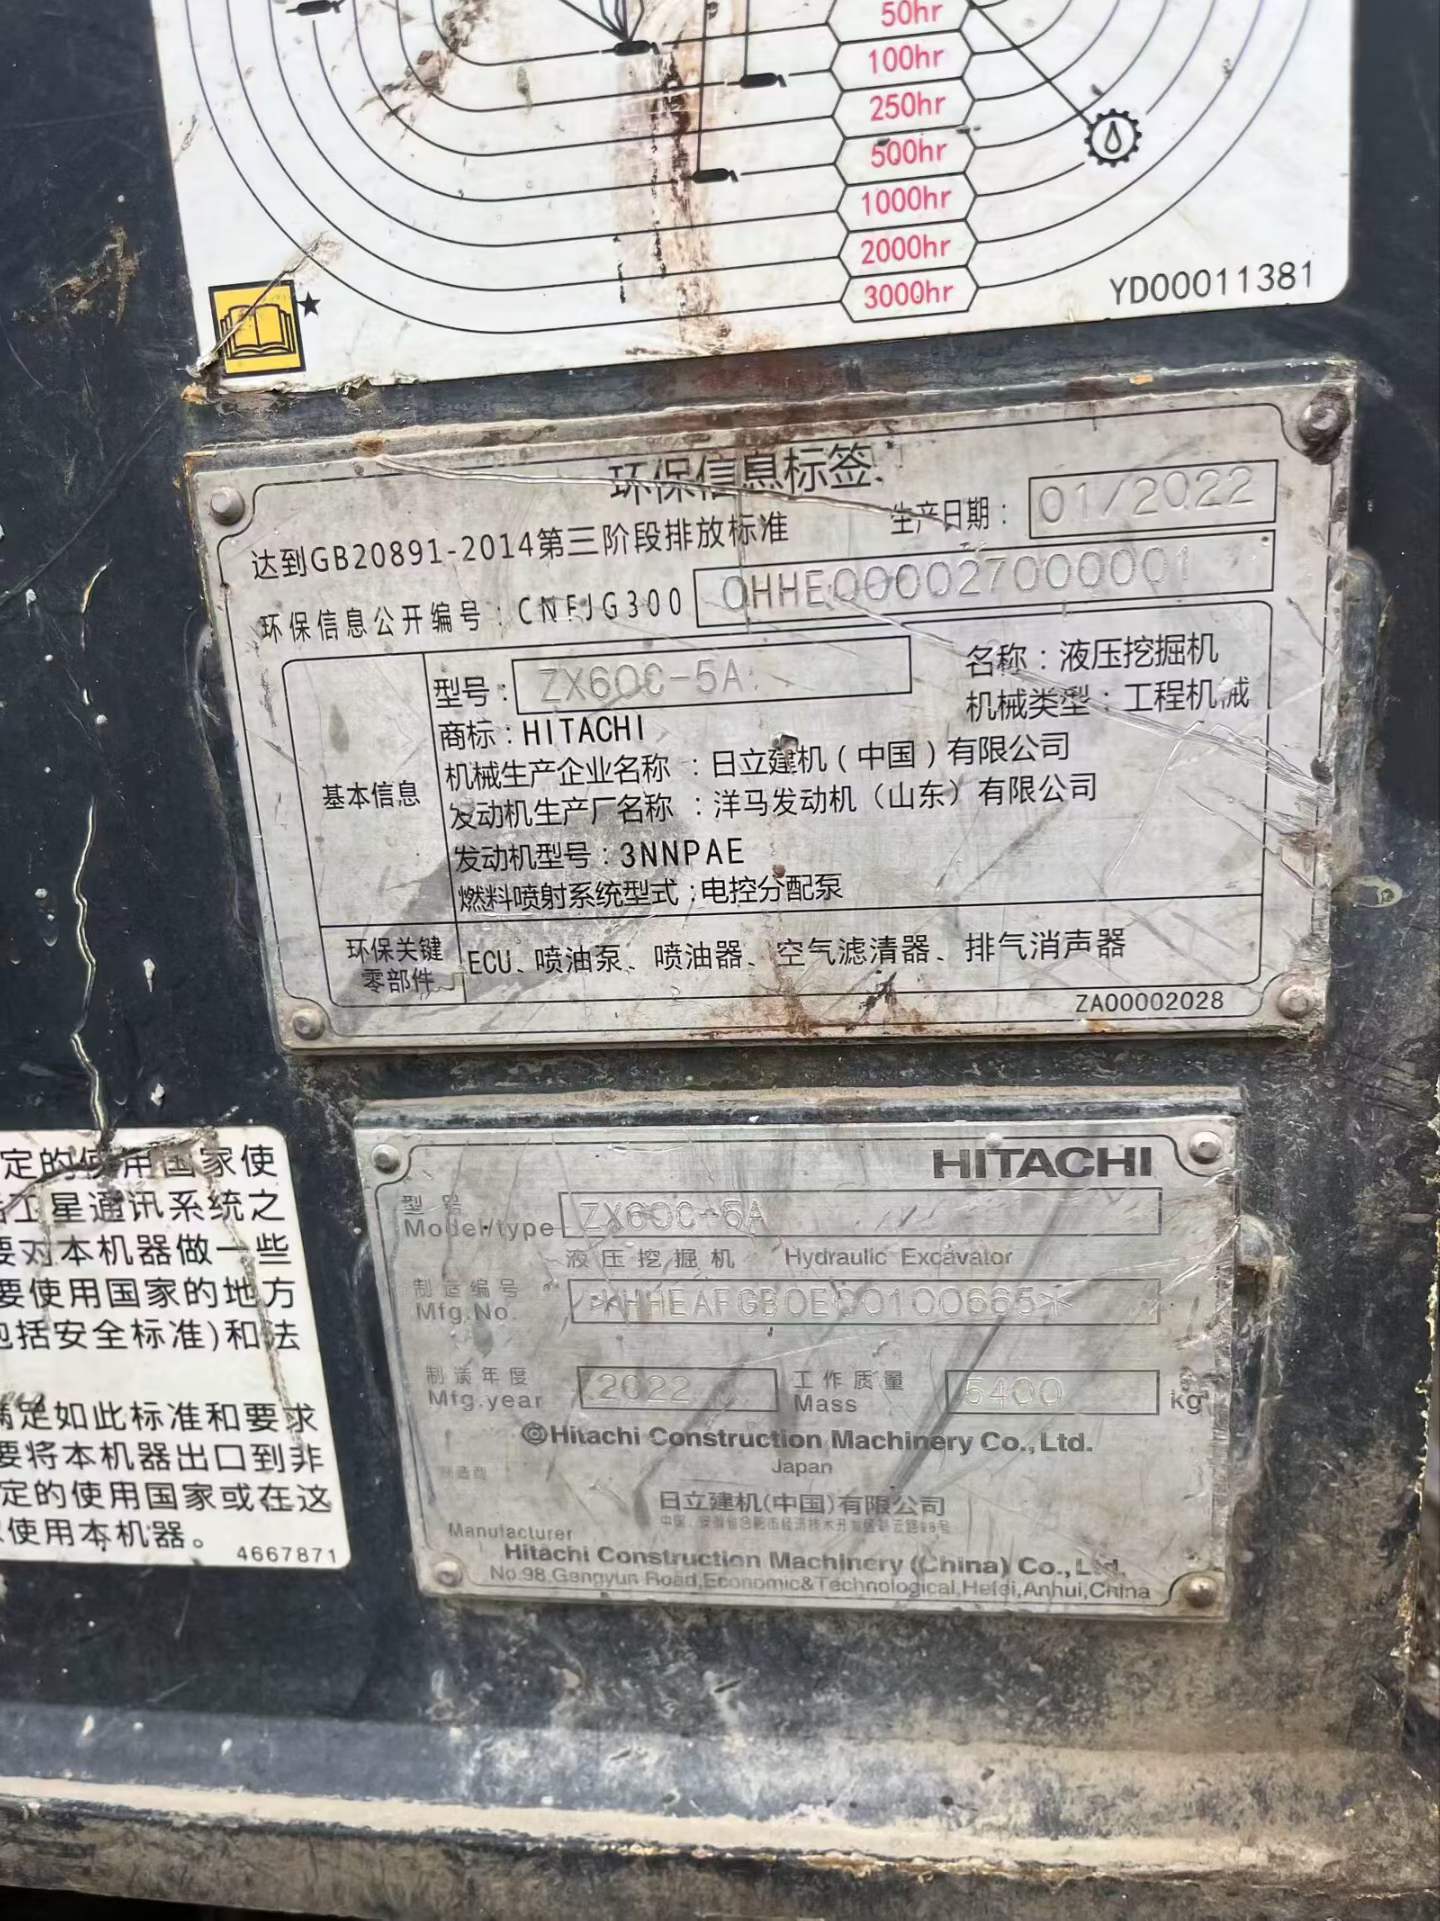 50hr
100hr
250hr
500hr
1000hr
2000hr
3000hr
YD00011381
环保信息标签
达到GB20891-2014第三阶段排放标准
生产日期：01/2022
环保信息公开编号：CNFJG300 0HHE000027000001
基本信息
型号：ZX60C-5A
名称：液压挖掘机
商标：HITACHI
机械类型：工程机械
机械生产企业名称：日立建机（中国）有限公司
发动机生产厂名称：洋马发动机（山东）有限公司
发动机型号：3NNPAE
燃料喷射系统型式：电控分配泵
环保关键
零部件
ECU、喷油泵、喷油器、空气滤清器、排气消声器
ZA00002028
定的使用国家使
星通讯系统之
要对本机器做一些
要使用国家的地方
包括安全标准)和法
满足如此标准和要求
要将本机器出口到非
定的使用国家或在这
使用本机器。
4667871
HITACHI
型号
Model/type ZX60C-5A
液压挖掘机 Hydraulic Excavator
制造编号
Mfg.No. *HHEAFGB0E00100665*
制造年度 2022 工作质量 5400 kg
Mfg.year Mass
©Hitachi Construction Machinery Co.,Ltd.
Japan
制造商
日立建机(中国)有限公司
Manufacturer
Hitachi Construction Machinery (China) Co.,Ltd.
No.98 Gengyun Road,Economic&Technological,Hefei,Anhui,China